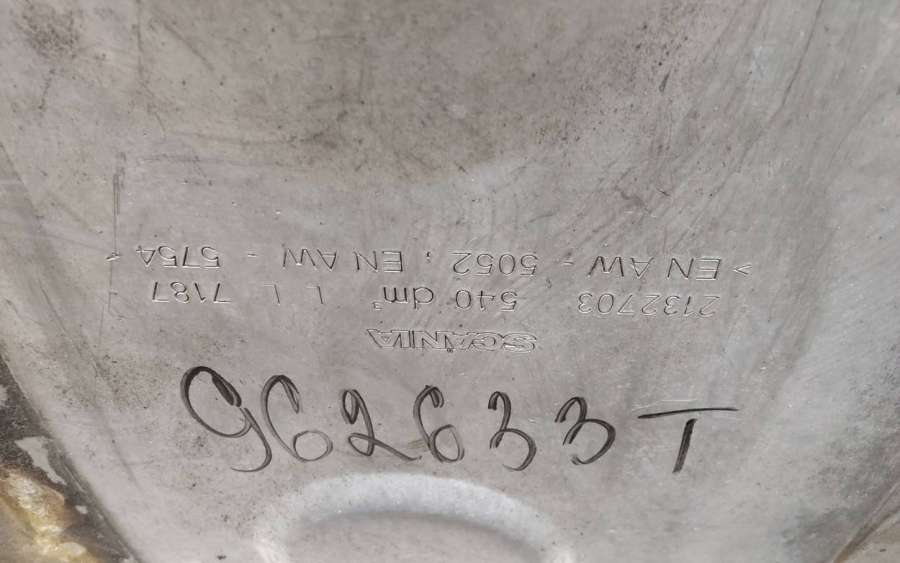 SCANIA
2132703 540 dm³ L L 7187
> EN AW - 5052 , EN AW - 5754 <
962633T